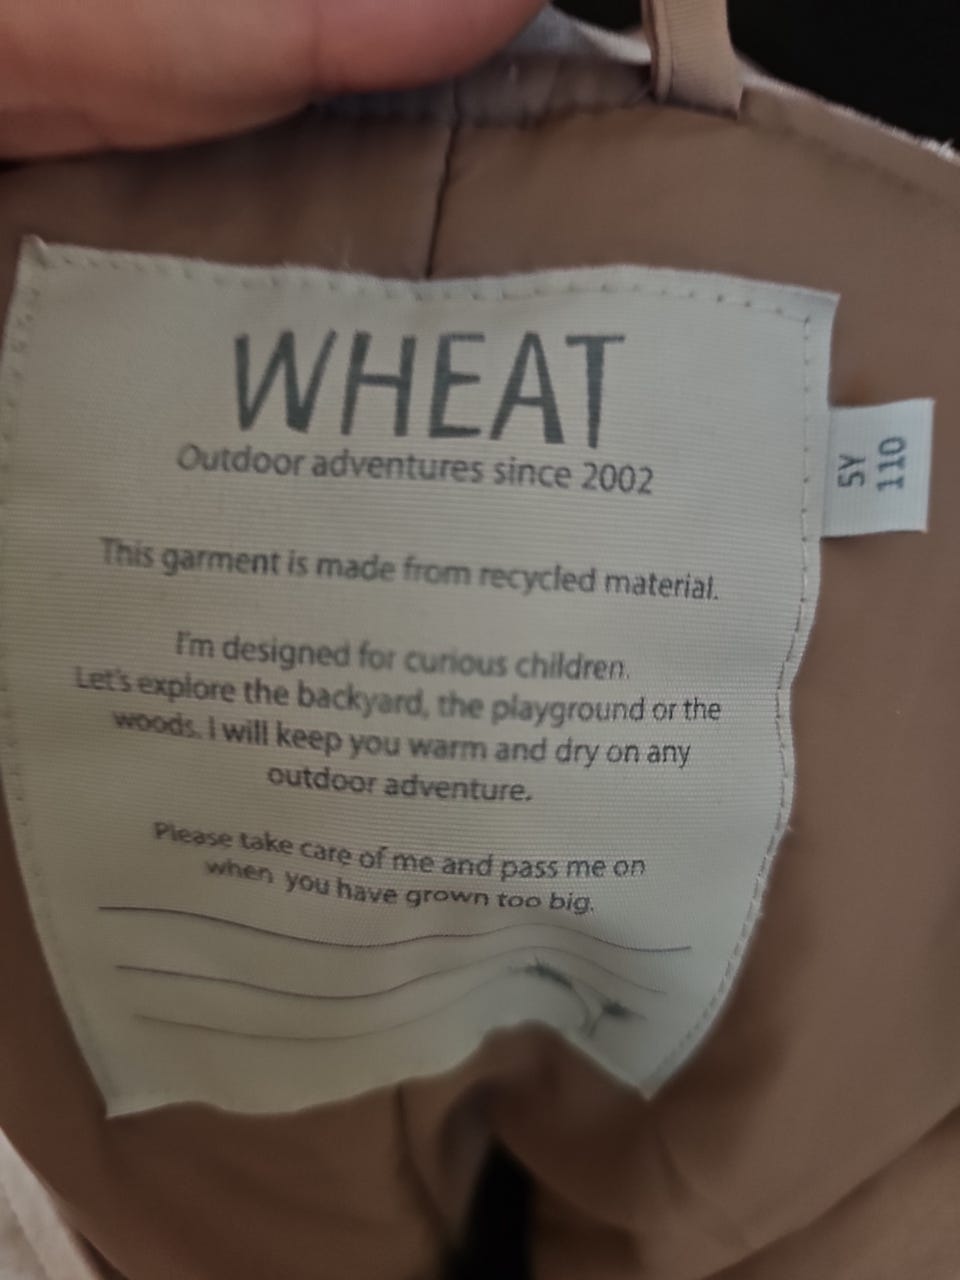 WHEAT
Outdoor adventures since 2002
This garment is made from recycled material.
I'm designed for curious children.
Let's explore the backyard, the playground or the
woods. I will keep you warm and dry on any
outdoor adventure.
Please take care of me and pass me on
when you have grown too big.
5Y
110